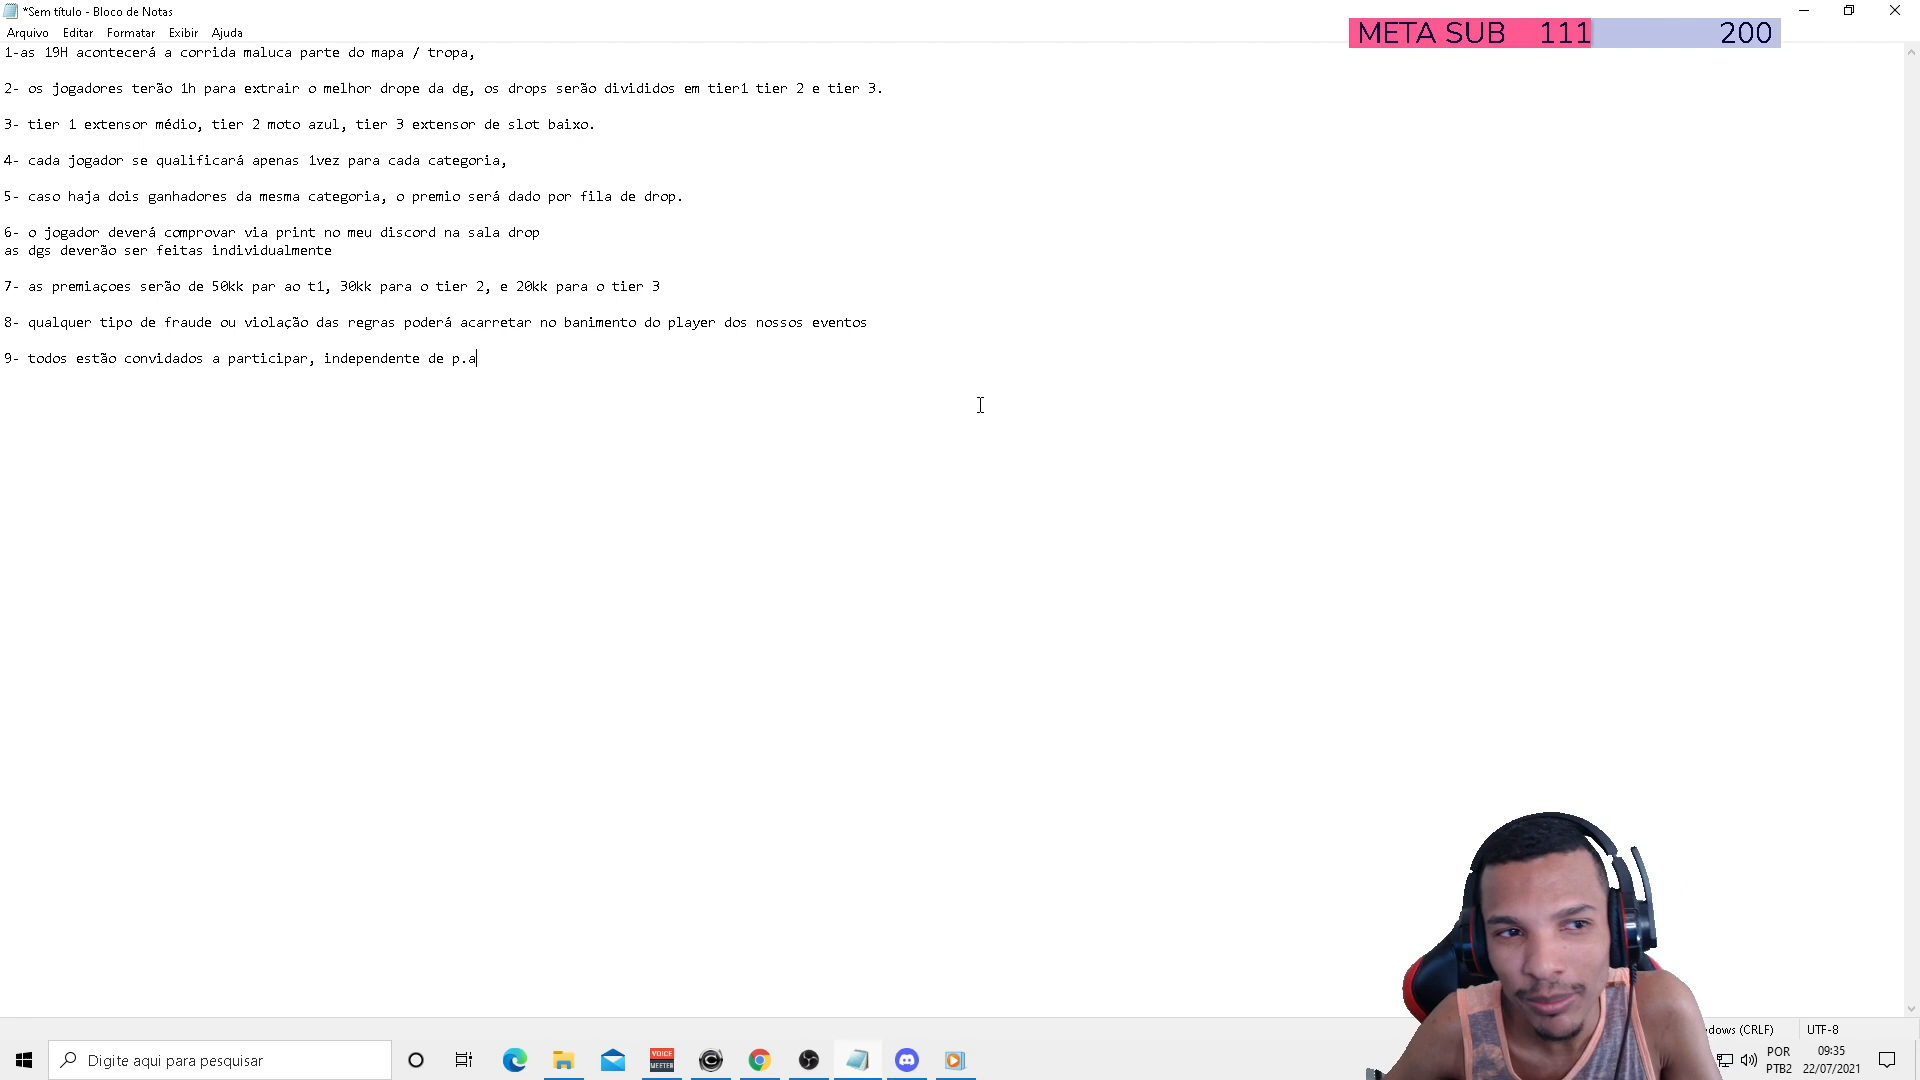 *Sem título - Bloco de Notas
Arquivo Editar Formatar Exibir Ajuda
META SUB 111 200
1-as 19H acontecerá a corrida maluca parte do mapa / tropa,
2- os jogadores terão 1h para extrair o melhor drope da dg, os drops serão divididos em tier1 tier 2 e tier 3.
3- tier 1 extensor médio, tier 2 moto azul, tier 3 extensor de slot baixo.
4- cada jogador se qualificará apenas 1vez para cada categoria,
5- caso haja dois ganhadores da mesma categoria, o premio será dado por fila de drop.
6- o jogador deverá comprovar via print no meu discord na sala drop
as dgs deverão ser feitas individualmente
7- as premiaçoes serão de 50kk par ao t1, 30kk para o tier 2, e 20kk para o tier 3
8- qualquer tipo de fraude ou violação das regras poderá acarretar no banimento do player dos nossos eventos
9- todos estão convidados a participar, independente de p.a
dows (CRLF) UTF-8
Digite aqui para pesquisar
VOICE
MEETER
POR
PTB2
09:35
22/07/2021